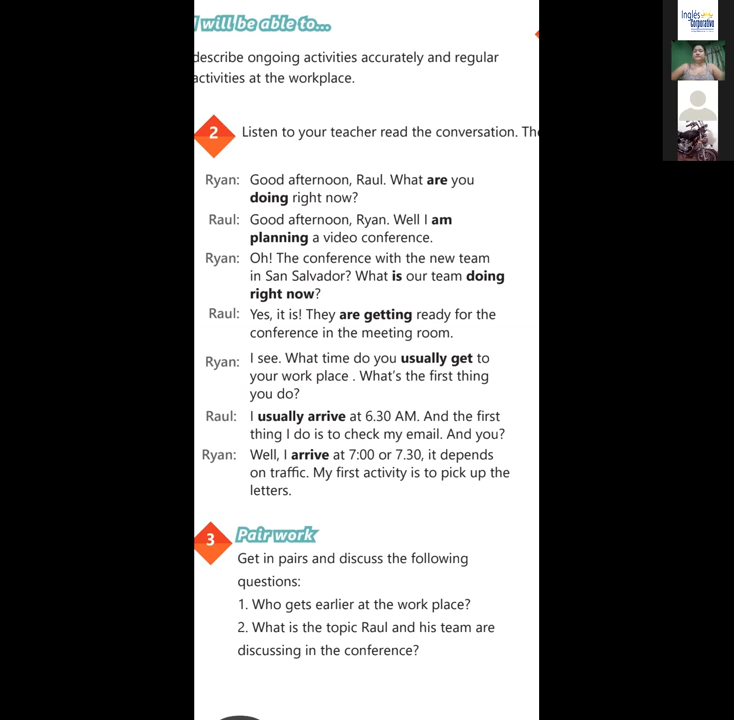 I will be able to...
describe ongoing activities accurately and regular
activities at the workplace.
2 Listen to your teacher read the conversation. The
Ryan: Good afternoon, Raul. What are you
doing right now?
Raul: Good afternoon, Ryan. Well I am
planning a video conference.
Ryan: Oh! The conference with the new team
in San Salvador? What is our team doing
right now?
Raul: Yes, it is! They are getting ready for the
conference in the meeting room.
Ryan: I see. What time do you usually get to
your work place . What's the first thing
you do?
Raul: I usually arrive at 6.30 AM. And the first
thing I do is to check my email. And you?
Ryan: Well, I arrive at 7:00 or 7.30, it depends
on traffic. My first activity is to pick up the
letters.
3 Pair work
Get in pairs and discuss the following
questions:
1. Who gets earlier at the work place?
2. What is the topic Raul and his team are
discussing in the conference?
Inglés
Corporativo